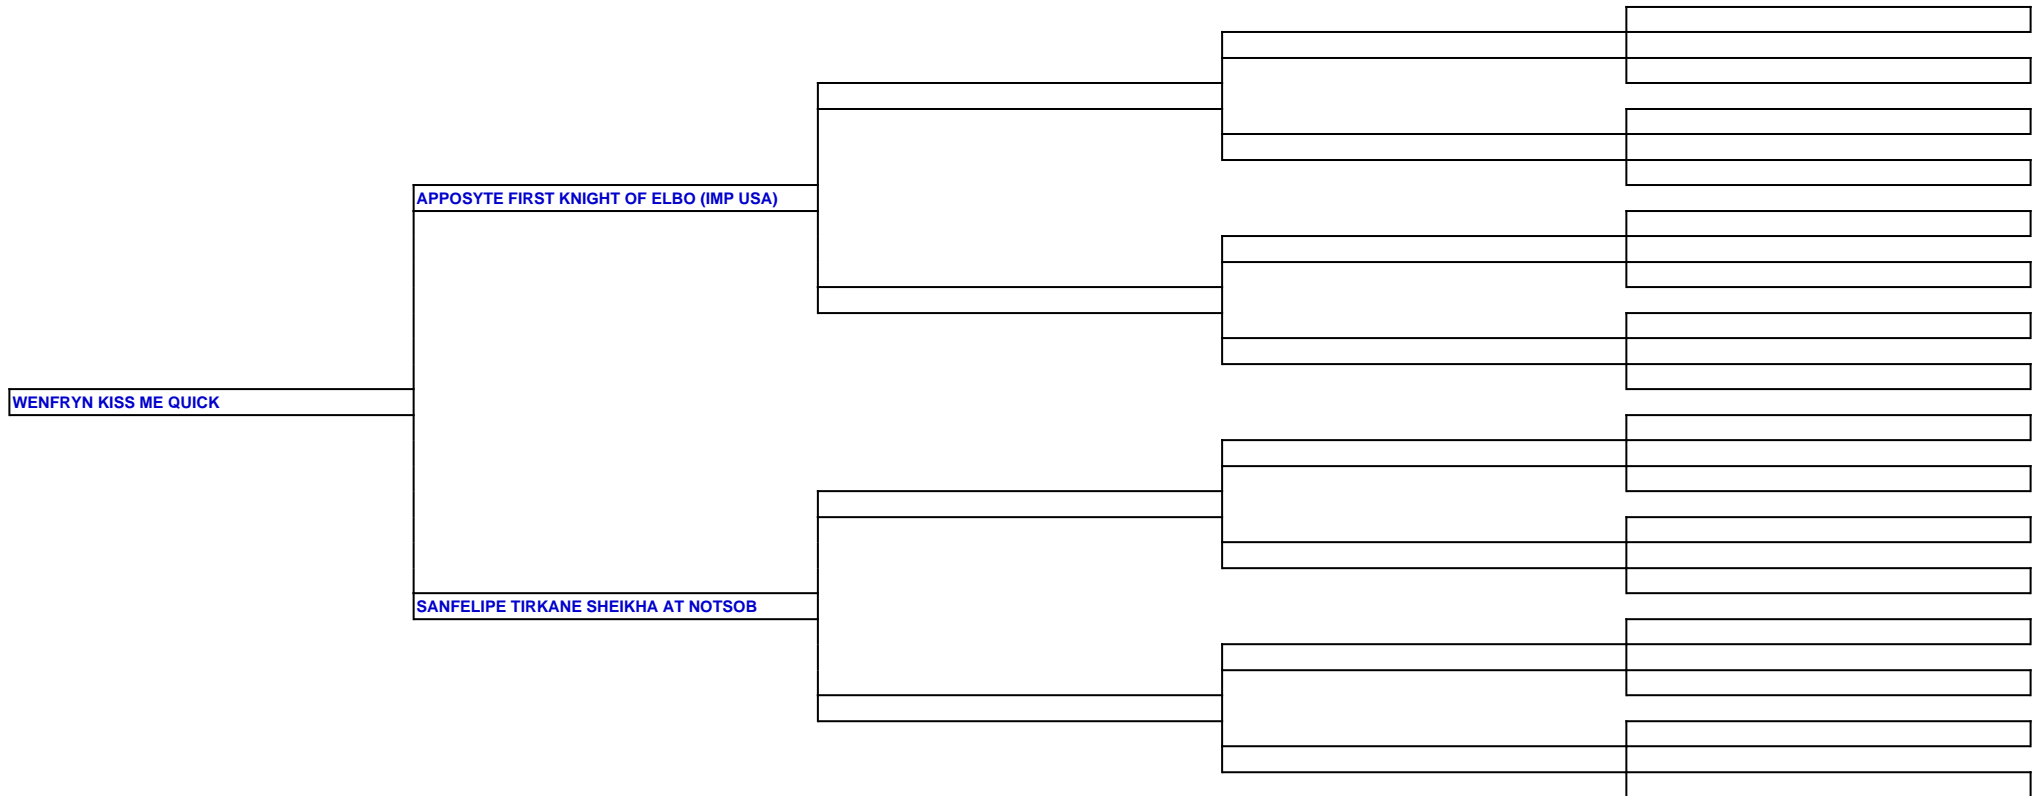 APPOSYTE FIRST KNIGHT OF ELBO (IMP USA)
WENFRYN KISS ME QUICK
SANFELIPE TIRKANE SHEIKHA AT NOTSOB